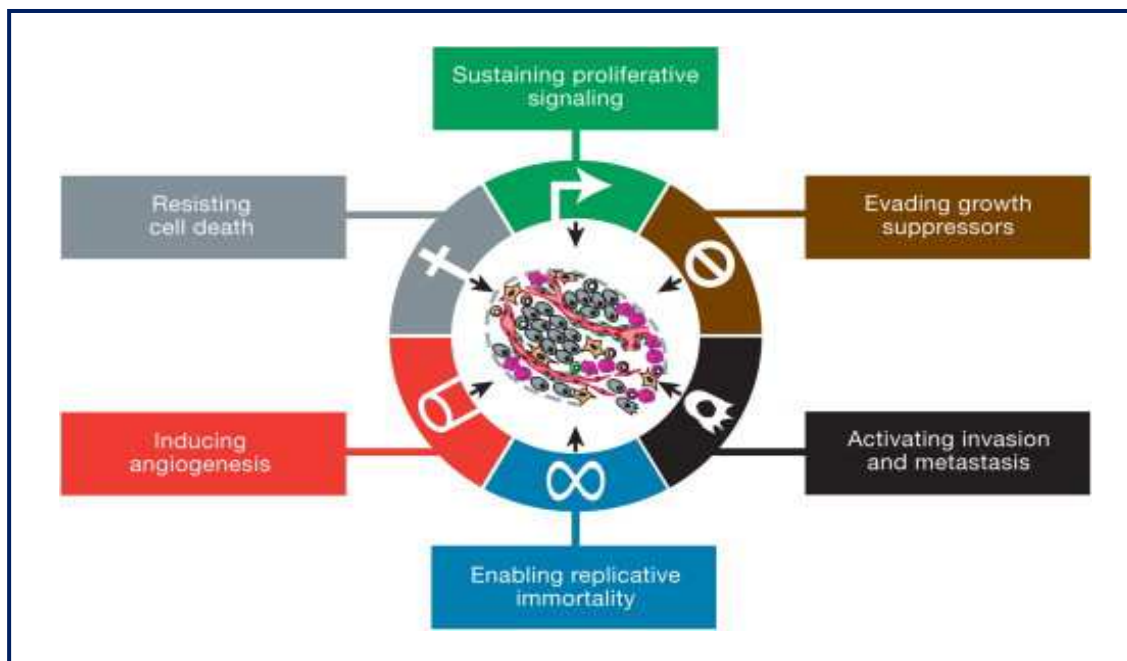 Sustaining proliferative
signaling
Resisting
cell death
Evading growth
suppressors
Inducing
angiogenesis
Activating invasion
and metastasis
Enabling replicative
immortality